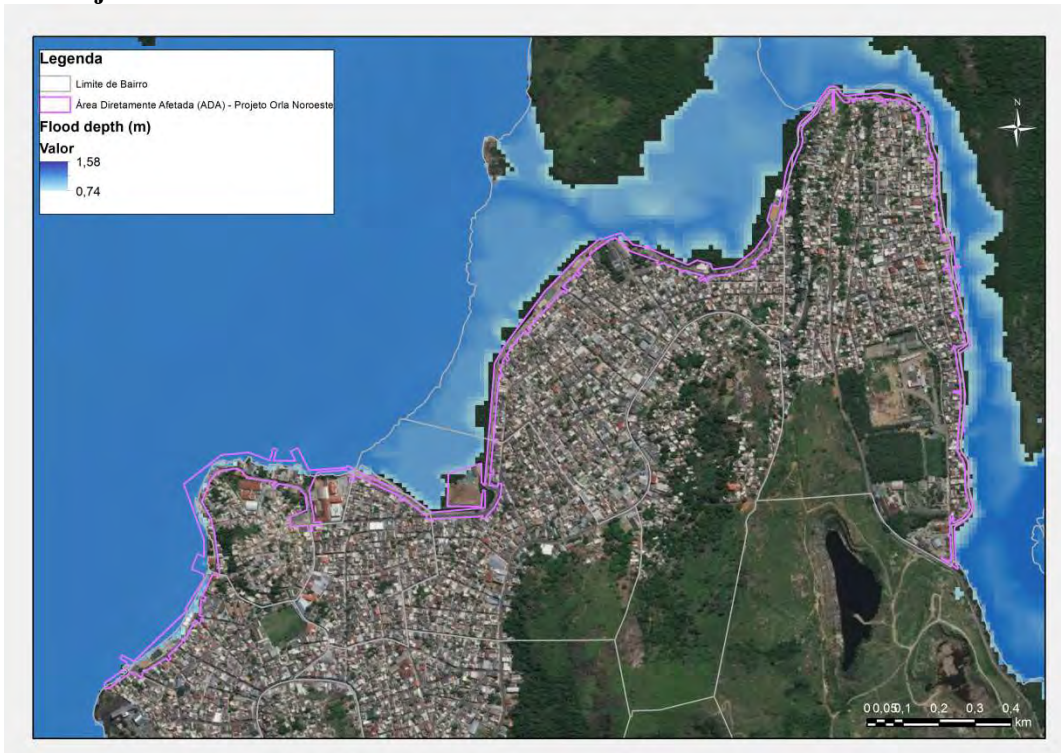 Legenda
Limite de Bairro
Área Diretamente Afetada (ADA) - Projeto Orla Noroeste
Flood depth (m)
Valor
1,58
0,74
N
0 0,05 0,1 0,2 0,3 0,4
km